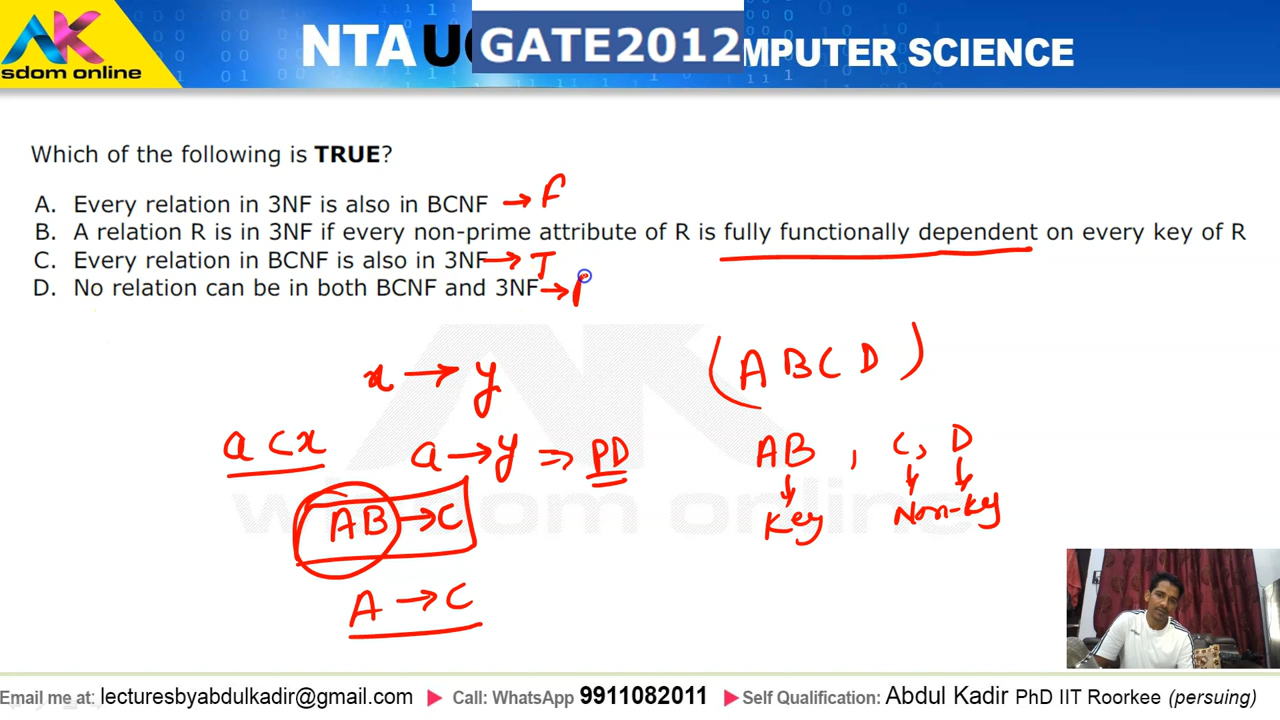 AK
sdom online
NTA U GATE2012 MPUTER SCIENCE
Which of the following is TRUE?
A. Every relation in 3NF is also in BCNF → F
B. A relation R is in 3NF if every non-prime attribute of R is fully functionally dependent on every key of R
C. Every relation in BCNF is also in 3NF → T
D. No relation can be in both BCNF and 3NF →
x → y
(ABCD)
a ⊂ x a → y ⇒ PD
AB, C, D
AB → C
Key Non-key
A → C
Email me at: lecturesbyabdulkadir@gmail.com ▶ Call: WhatsApp 9911082011 ▶ Self Qualification: Abdul Kadir PhD IIT Roorkee (persuing)